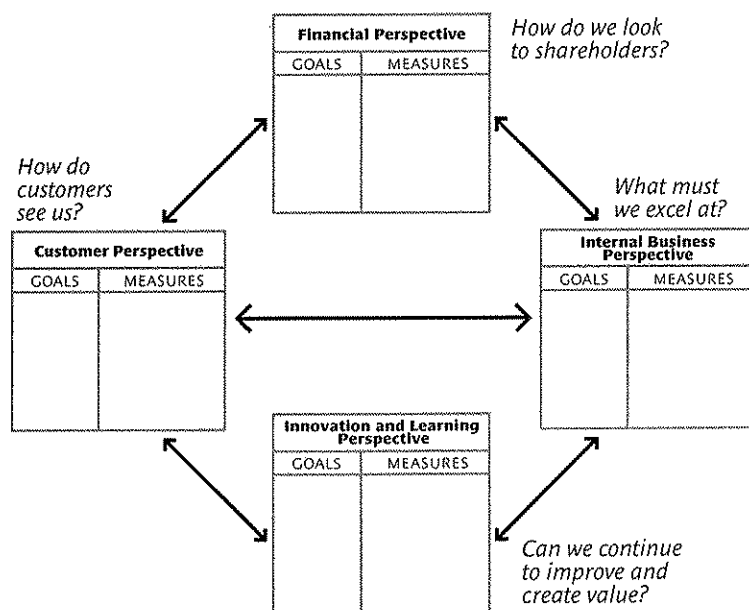 Financial Perspective
GOALS MEASURES
How do we look
to shareholders?
How do
customers
see us?
What must
we excel at?
Customer Perspective
GOALS MEASURES
Internal Business
Perspective
GOALS MEASURES
Innovation and Learning
Perspective
GOALS MEASURES
Can we continue
to improve and
create value?